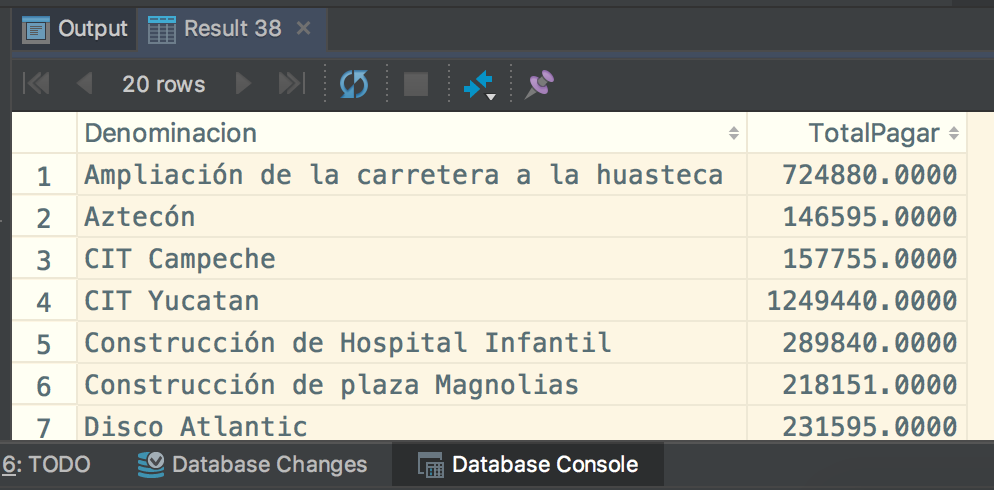 Output Result 38
20 rows
Denominacion TotalPagar
1 Ampliación de la carretera a la huasteca 724880.0000
2 Aztecón 146595.0000
3 CIT Campeche 157755.0000
4 CIT Yucatan 1249440.0000
5 Construcción de Hospital Infantil 289840.0000
6 Construcción de plaza Magnolias 218151.0000
7 Disco Atlantic 231595.0000
6: TODO Database Changes Database Console